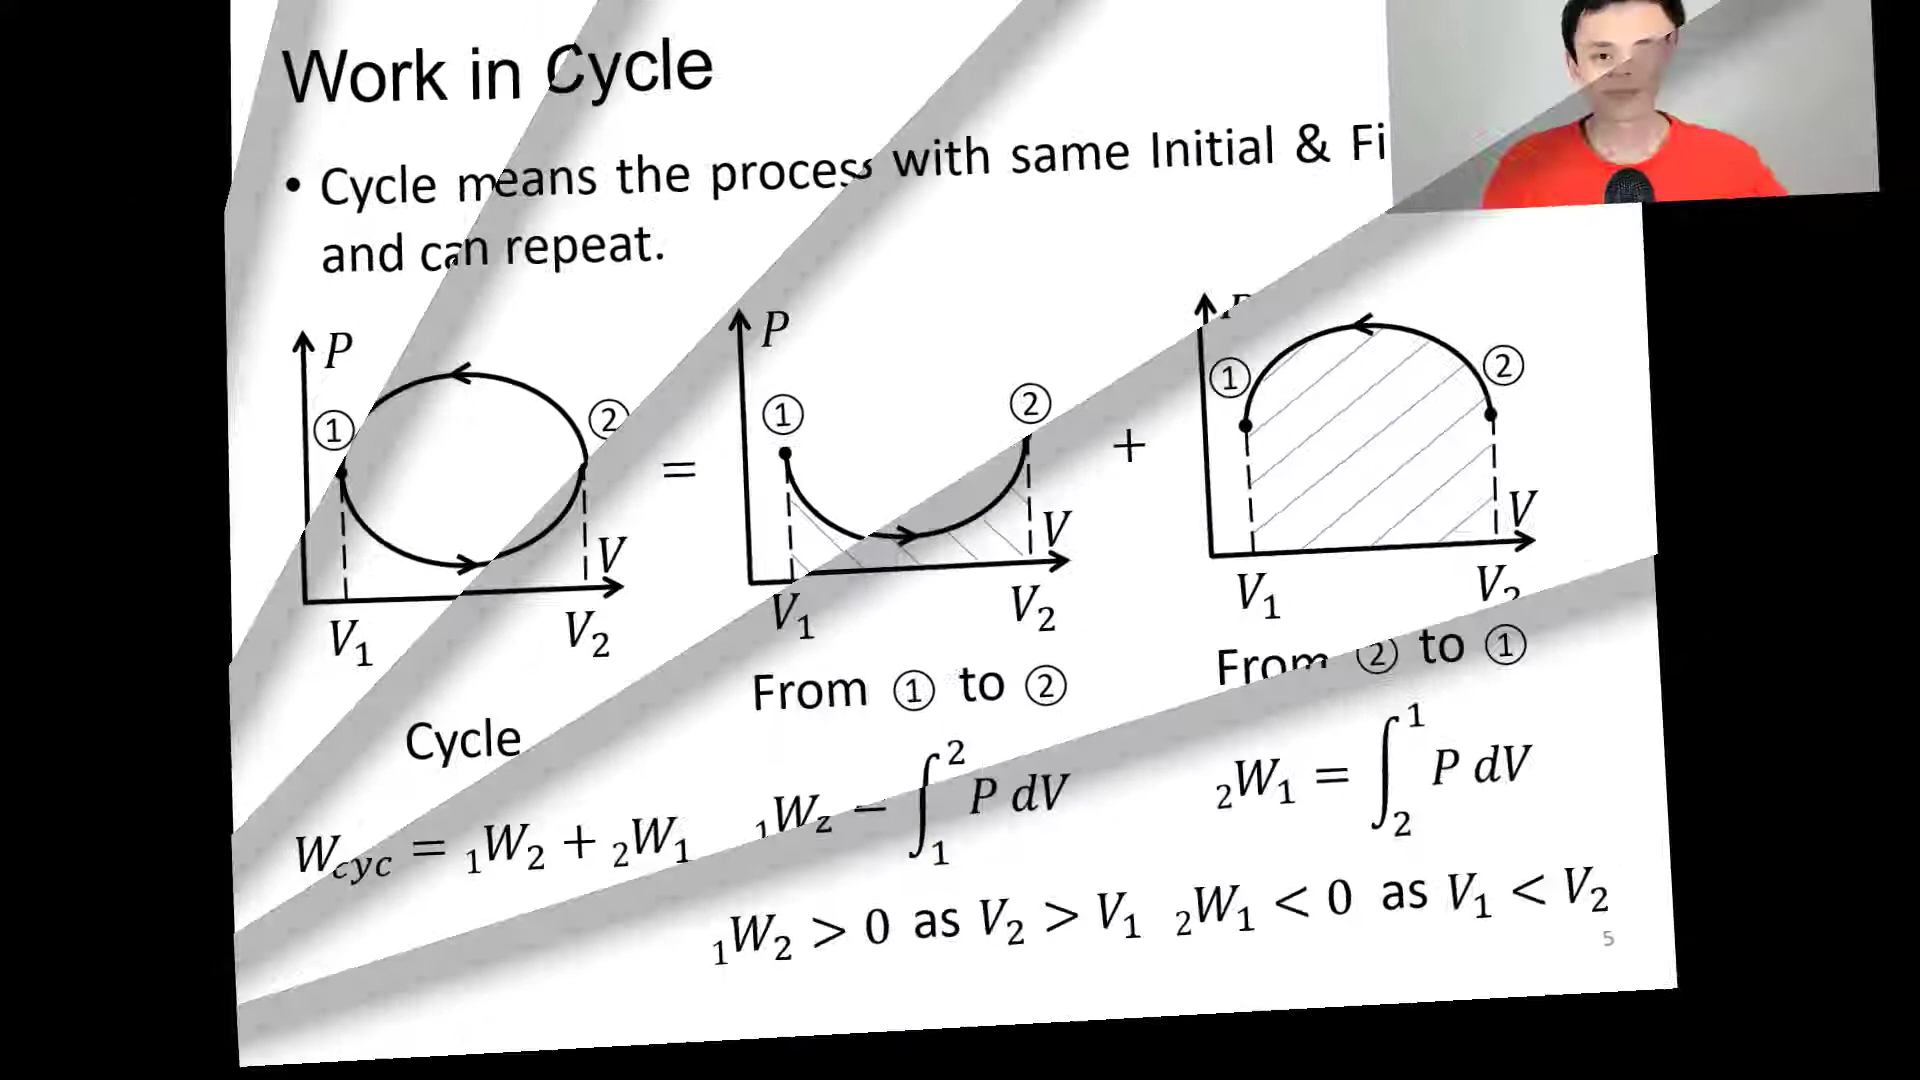 Work in Cycle
• Cycle means the process with same Initial & Fi
and can repeat.
P
①
②
V
V₁
V₂
=
P
①
②
V
V₁
V₂
+
①
②
V
V₁
V₂
Cycle
From ① to ②
From ② to ①
W_cyc = ₁W₂ + ₂W₁
₁W₂ = ∫₁² P dV
₂W₁ = ∫₂¹ P dV
₁W₂ > 0 as V₂ > V₁
₂W₁ < 0 as V₁ < V₂
5